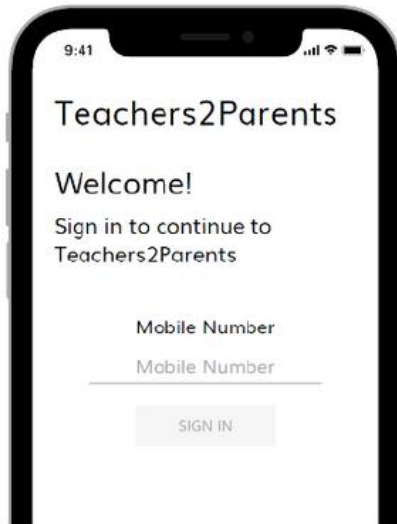 9:41
Teachers2Parents
Welcome!
Sign in to continue to
Teachers2Parents
Mobile Number
Mobile Number
SIGN IN